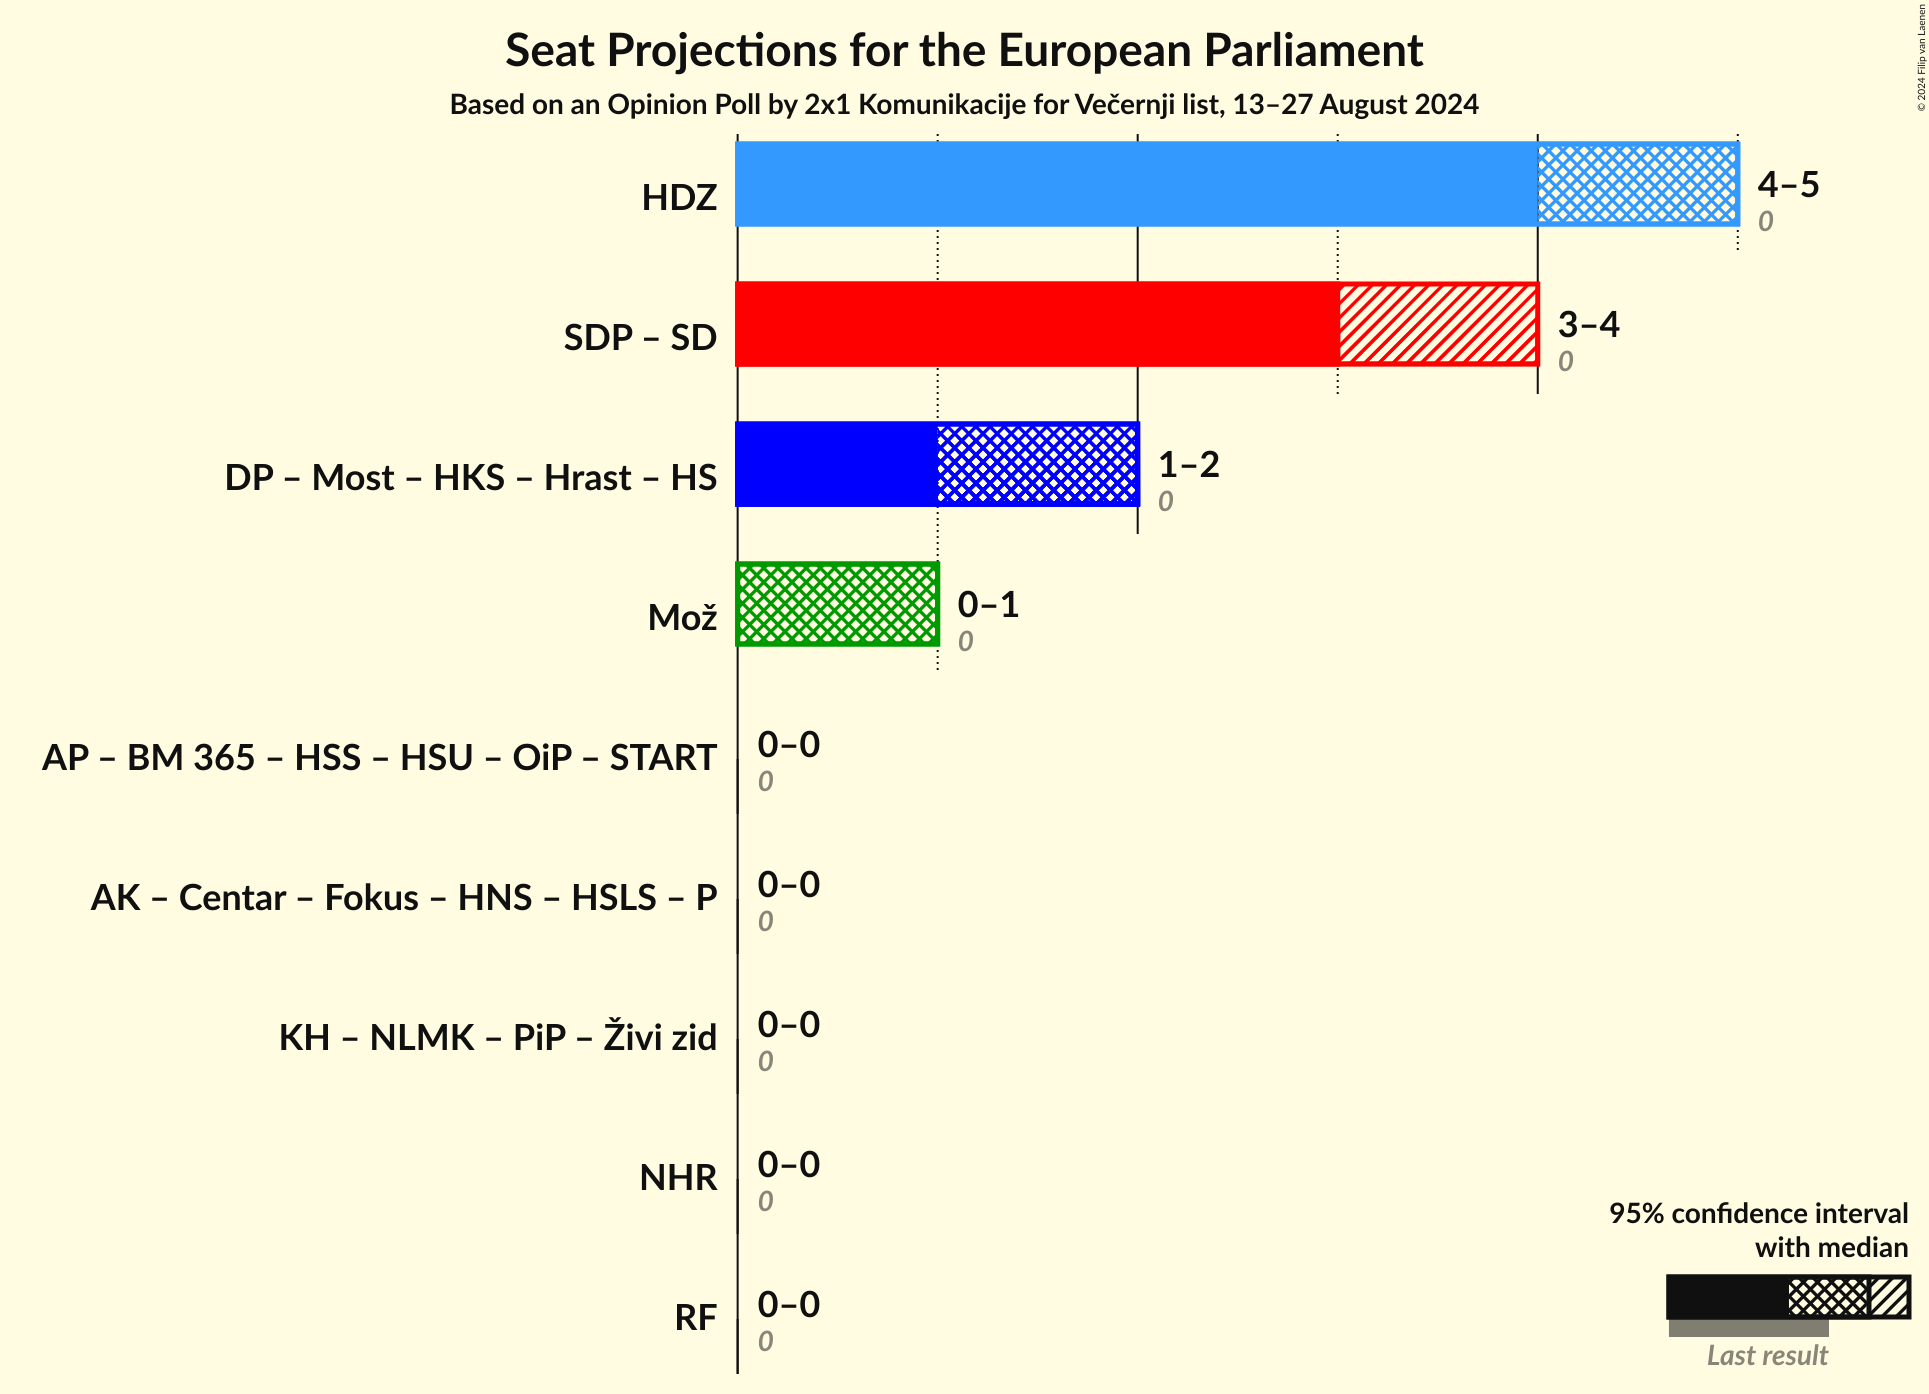 Seat Projections for the European Parliament
Based on an Opinion Poll by 2x1 Komunikacije for Večernji list, 13–27 August 2024
© 2024 Filip van Laenen
HDZ
4–5
0
SDP – SD
3–4
0
DP – Most – HKS – Hrast – HS
1–2
0
Mož
0–1
0
AP – BM 365 – HSS – HSU – OiP – START
0–0
0
AK – Centar – Fokus – HNS – HSLS – P
0–0
0
KH – NLMK – PiP – Živi zid
0–0
0
NHR
0–0
0
RF
0–0
0
95% confidence interval
with median
Last result